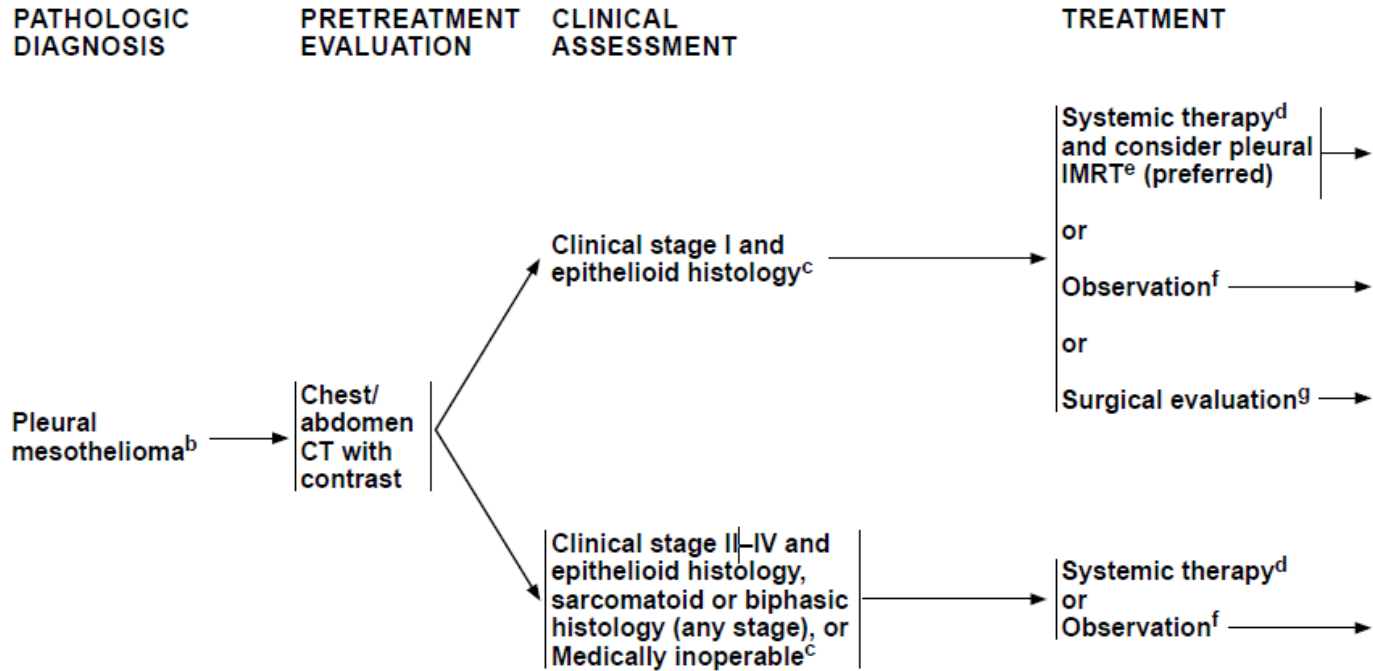 PATHOLOGIC
DIAGNOSIS
PRETREATMENT
EVALUATION
CLINICAL
ASSESSMENT
TREATMENT
Pleural
mesotheliomaᵇ
Chest/
abdomen
CT with
contrast
Clinical stage I and
epithelioid histologyᶜ
Systemic therapyᵈ
and consider pleural
IMRTᵉ (preferred)
or
Observationᶠ
or
Surgical evaluationᵍ
Clinical stage II–IV and
epithelioid histology,
sarcomatoid or biphasic
histology (any stage), or
Medically inoperableᶜ
Systemic therapyᵈ
or
Observationᶠ